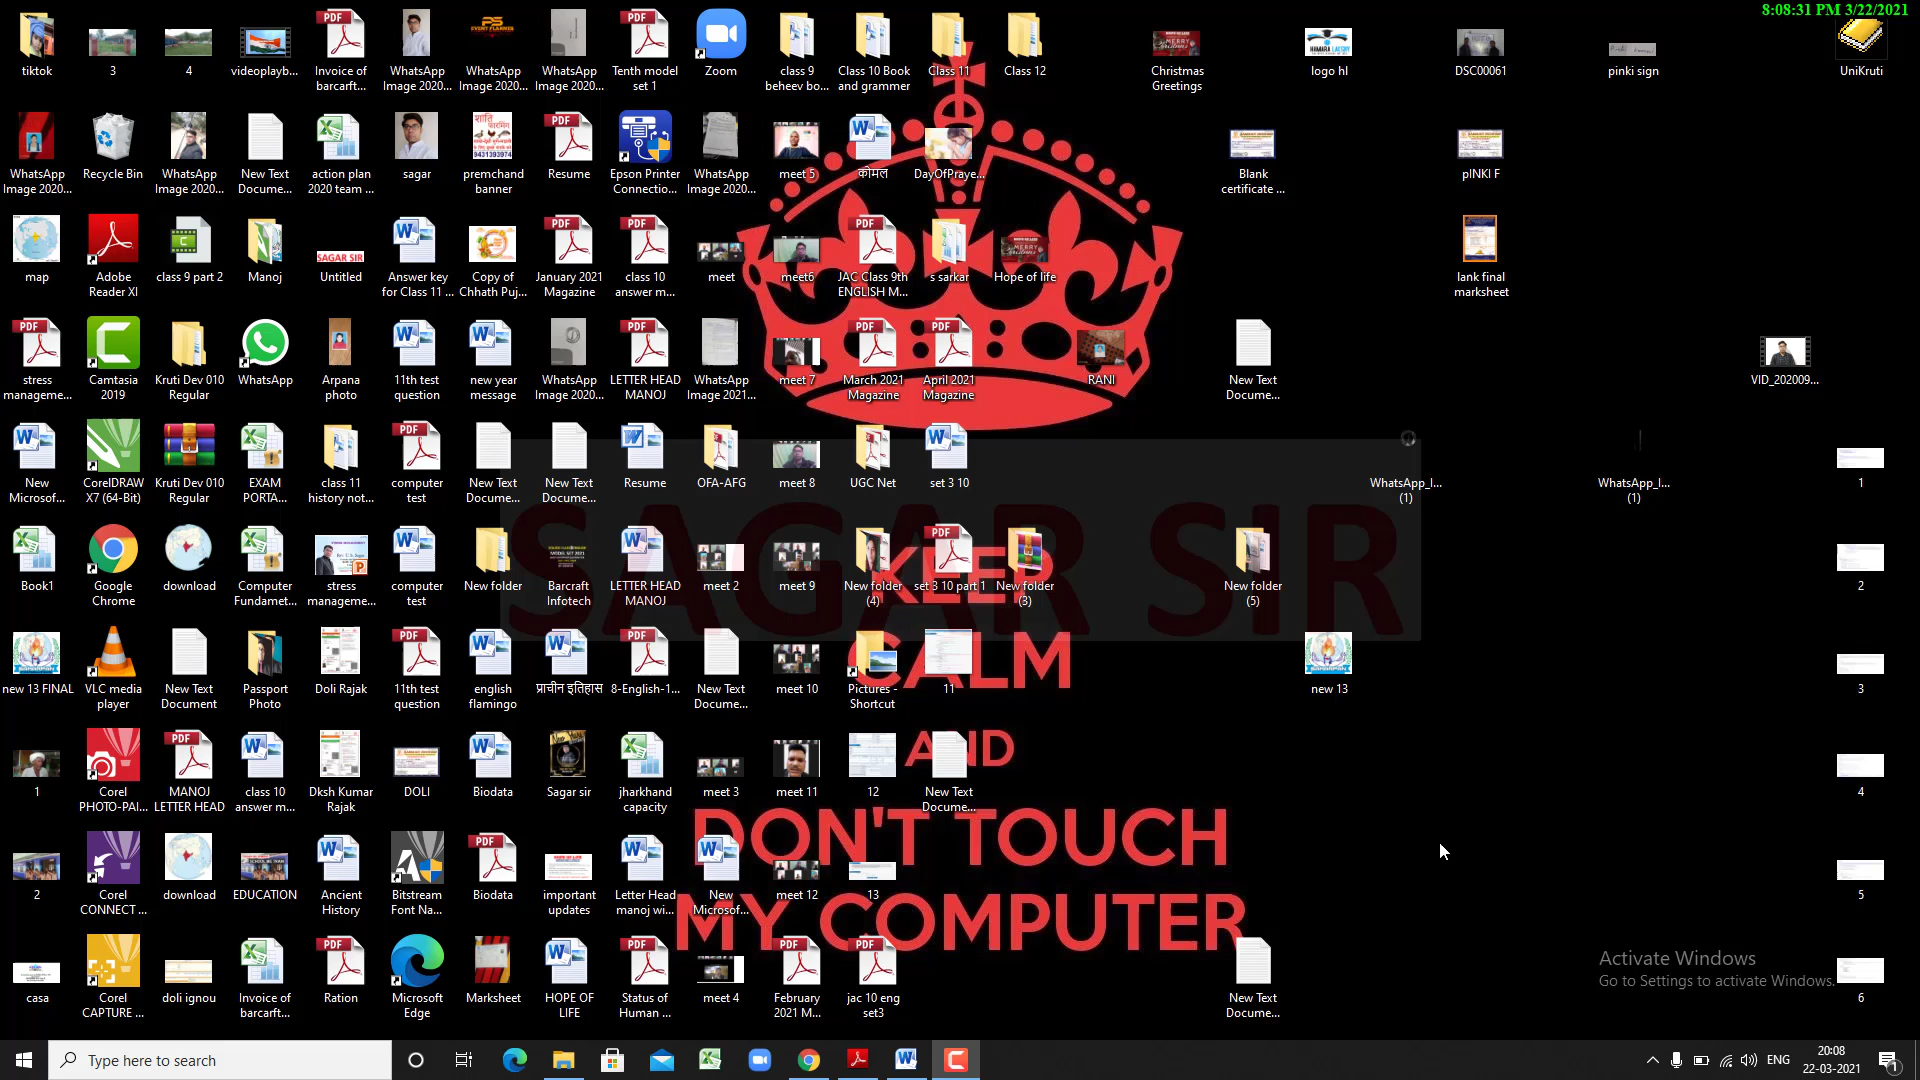 8:08:31 PM 3/22/2021
tiktok
3
4
videoplayb...
Invoice of
barcarft...
WhatsApp
Image 2020...
WhatsApp
Image 2020...
WhatsApp
Image 2020...
Tenth model
set 1
Zoom
class 9
beheev bo...
Class 10 Book
and grammer
Class 11
Class 12
Christmas
Greetings
logo hl
DSC00061
pinki sign
UniKruti
WhatsApp
Image 2020...
Recycle Bin
WhatsApp
Image 2020...
New Text
Docume...
action plan
2020 team ...
sagar
premchand
banner
Resume
Epson Printer
Connectio...
WhatsApp
Image 2020...
meet 5
कोमल
DayOfPraye...
Blank
certificate ...
pINKI F
map
Adobe
Reader XI
class 9 part 2
Manoj
SAGAR SIR
Untitled
Answer key
for Class 11 ...
Copy of
Chhath Puj...
January 2021
Magazine
class 10
answer m...
meet
meet6
JAC Class 9th
ENGLISH M...
s sarkar
Hope of life
lank final
marksheet
stress
manageme...
Camtasia
2019
Kruti Dev 010
Regular
WhatsApp
Arpana
photo
11th test
question
new year
message
WhatsApp
Image 2020...
LETTER HEAD
MANOJ
WhatsApp
Image 2021...
meet 7
March 2021
Magazine
April 2021
Magazine
RANI
New Text
Docume...
VID_202009...
New
Microsof...
CorelDRAW
X7 (64-Bit)
Kruti Dev 010
Regular
EXAM
PORTA...
class 11
history not...
computer
test
New Text
Docume...
New Text
Docume...
Resume
OFA-AFG
meet 8
UGC Net
set 3 10
WhatsApp_I...
(1)
WhatsApp_I...
(1)
1
SAGAR SIR
KEEP
Book1
Google
Chrome
download
Computer
Fundamet...
stress
manageme...
computer
test
New folder
Barcraft
Infotech
LETTER HEAD
MANOJ
meet 2
meet 9
New folder
(4)
set 3 10 part 1
New folder
(3)
New folder
(5)
2
CALM
new 13 FINAL
VLC media
player
New Text
Document
Passport
Photo
Doli Rajak
11th test
question
english
flamingo
प्राचीन इतिहास
8-English-1...
New Text
Docume...
meet 10
Pictures -
Shortcut
11
new 13
3
AND
1
Corel
PHOTO-PAI...
MANOJ
LETTER HEAD
class 10
answer m...
Dksh Kumar
Rajak
DOLI
Biodata
Sagar sir
jharkhand
capacity
meet 3
meet 11
12
New Text
Docume...
4
DON'T TOUCH
2
Corel
CONNECT ...
download
EDUCATION
Ancient
History
Bitstream
Font Na...
Biodata
important
updates
Letter Head
manoj wi...
New
Microsof...
meet 12
13
5
MY COMPUTER
casa
Corel
CAPTURE ...
doli ignou
Invoice of
barcarft...
Ration
Microsoft
Edge
Marksheet
HOPE OF
LIFE
Status of
Human ...
meet 4
February
2021 M...
jac 10 eng
set3
New Text
Docume...
6
Activate Windows
Go to Settings to activate Windows.
Type here to search
ENG
20:08
22-03-2021
1